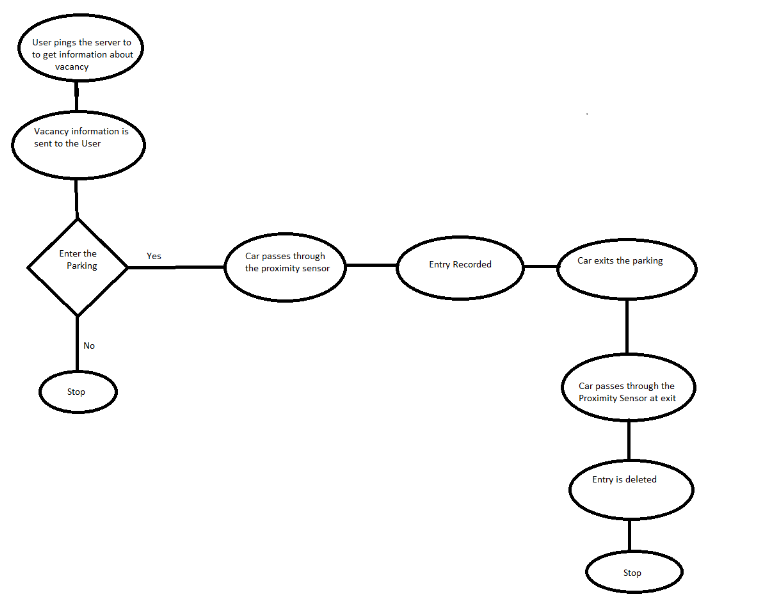 User pings the server to
to get information about
vacancy
Vacancy information is
sent to the User
Enter the
Parking
Yes
Car passes through
the proximity sensor
Entry Recorded
Car exits the parking
No
Stop
Car passes through the
Proximity Sensor at exit
Entry is deleted
Stop